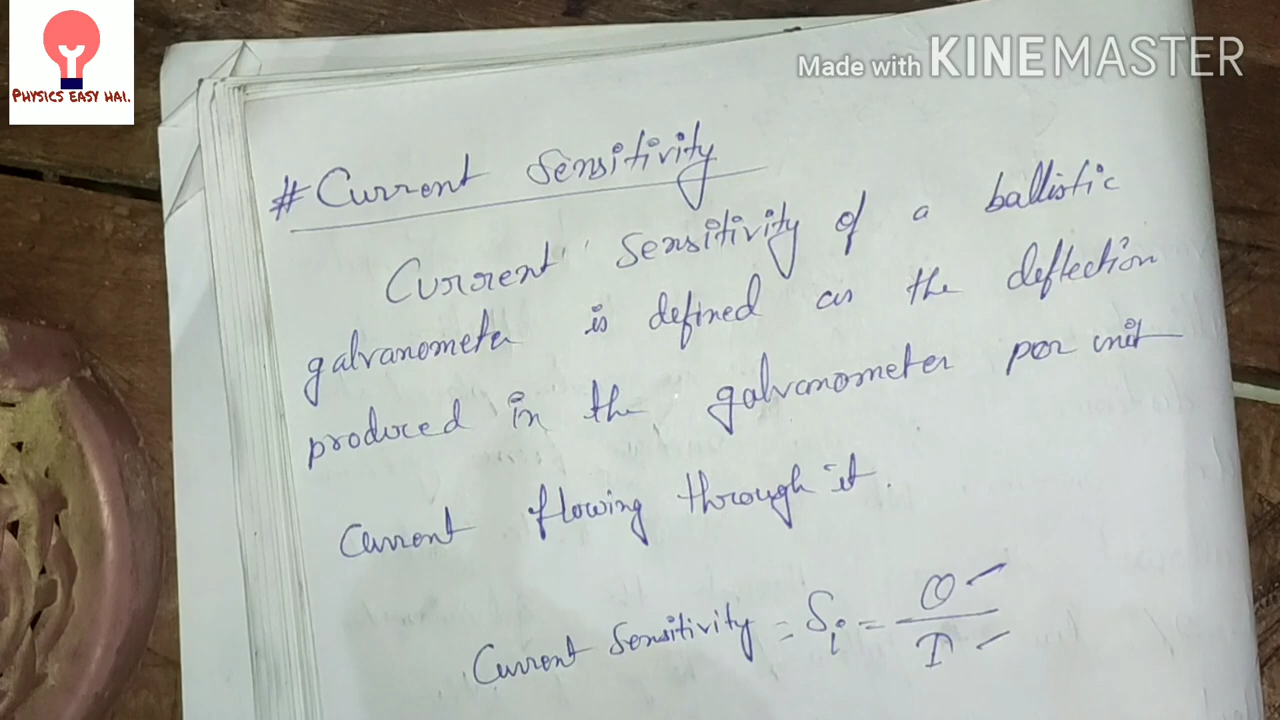 PHYSICS EASY HAI.
Made with KINEMASTER
# Current Sensitivity
Current Sensitivity of a ballistic
galvanometer is defined as the deflection
produced in the galvanometer per unit
Current flowing through it.
Current Sensitivity = Si = θ / I